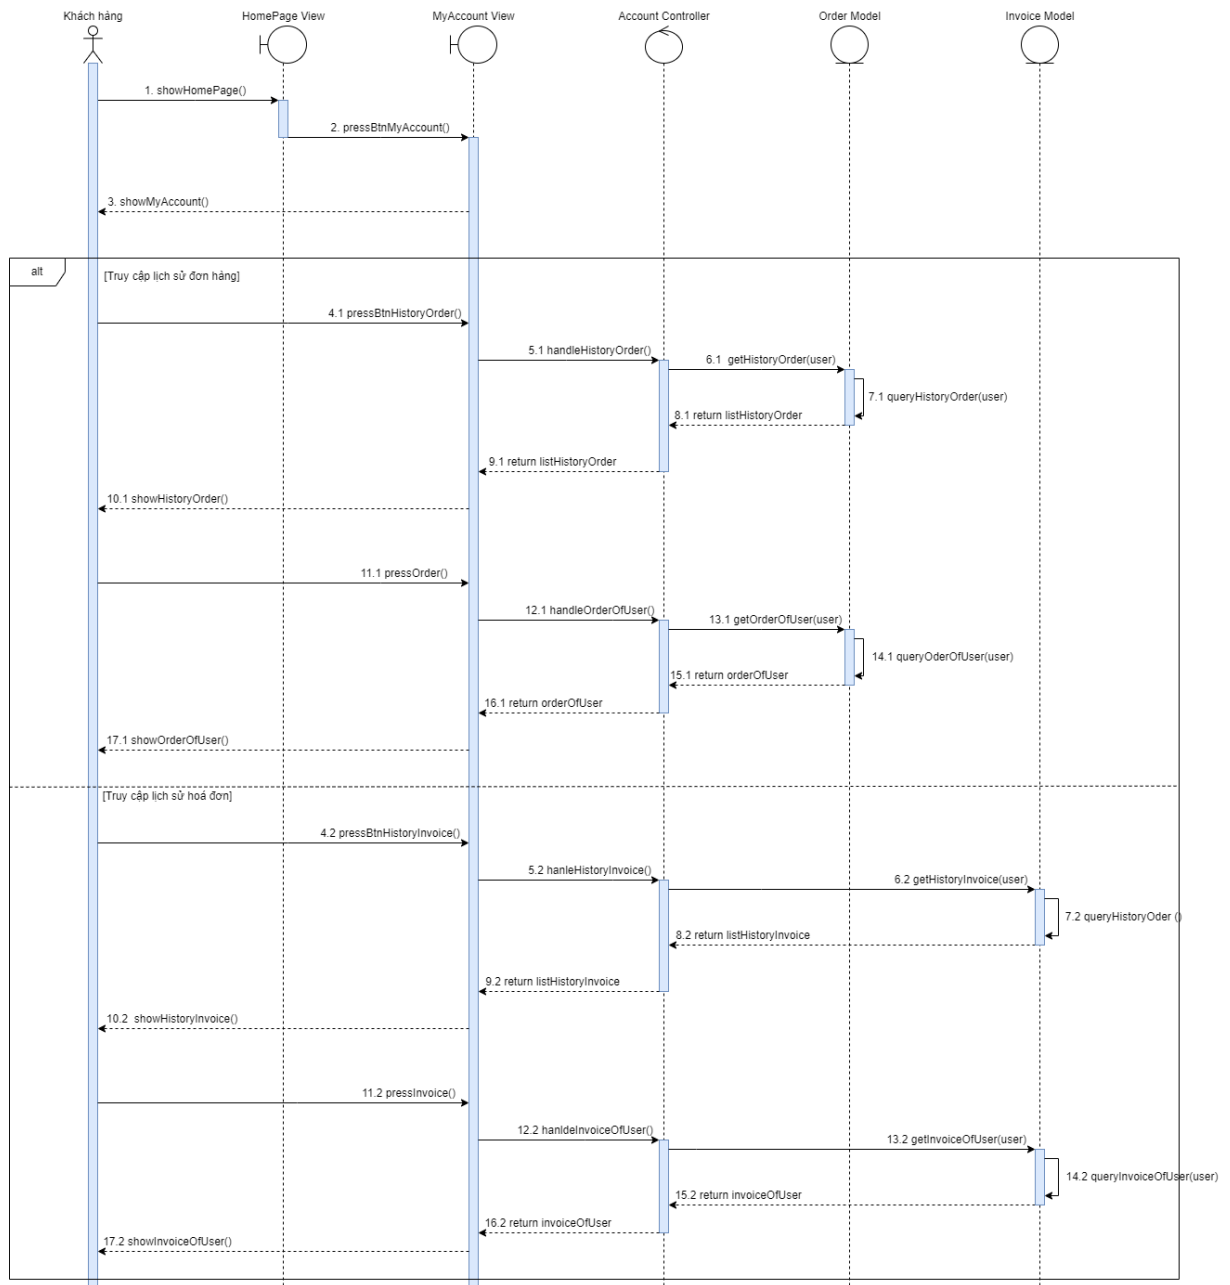 Khách hàng
HomePage View
MyAccount View
Account Controller
Order Model
Invoice Model
1. showHomePage()
2. pressBtnMyAccount()
3. showMyAccount()
alt
[Truy cập lịch sử đơn hàng]
4.1 pressBtnHistoryOrder()
5.1 handleHistoryOrder()
6.1 getHistoryOrder(user)
7.1 queryHistoryOrder(user)
8.1 return listHistoryOrder
9.1 return listHistoryOrder
10.1 showHistoryOrder()
11.1 pressOrder()
12.1 handleOrderOfUser()
13.1 getOrderOfUser(user)
14.1 queryOderOfUser(user)
15.1 return orderOfUser
16.1 return orderOfUser
17.1 showOrderOfUser()
[Truy cập lịch sử hoá đơn]
4.2 pressBtnHistoryInvoice()
5.2 hanleHistoryInvoice()
6.2 getHistoryInvoice(user)
7.2 queryHistoryOder ()
8.2 return listHistoryInvoice
9.2 return listHistoryInvoice
10.2 showHistoryInvoice()
11.2 pressInvoice()
12.2 hanldeInvoiceOfUser()
13.2 getInvoiceOfUser(user)
14.2 queryInvoiceOfUser(user)
15.2 return invoiceOfUser
16.2 return invoiceOfUser
17.2 showInvoiceOfUser()